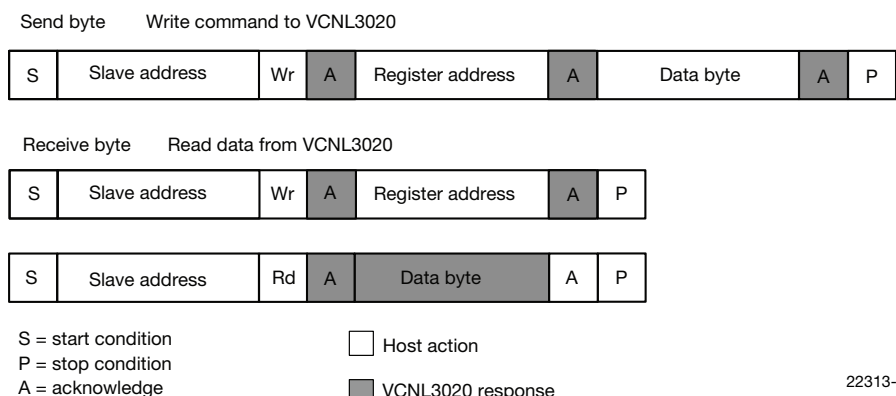 Send byte Write command to VCNL3020
S Slave address Wr A Register address A Data byte A P
Receive byte Read data from VCNL3020
S Slave address Wr A Register address A P
S Slave address Rd A Data byte A P
S = start condition
P = stop condition
A = acknowledge
Host action
VCNL3020 response
22313-